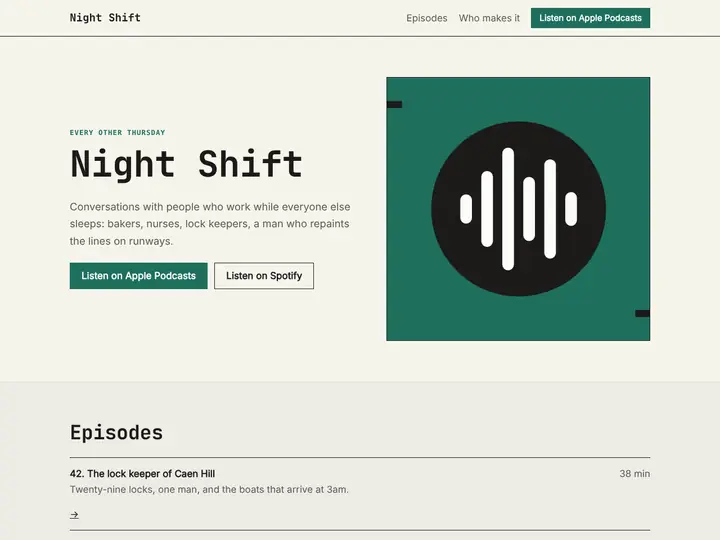 Night Shift
Episodes
Who makes it
Listen on Apple Podcasts
EVERY OTHER THURSDAY
Night Shift
Conversations with people who work while everyone else
sleeps: bakers, nurses, lock keepers, a man who repaints
the lines on runways.
Listen on Apple Podcasts
Listen on Spotify
Episodes
42. The lock keeper of Caen Hill
38 min
Twenty-nine locks, one man, and the boats that arrive at 3am.
→